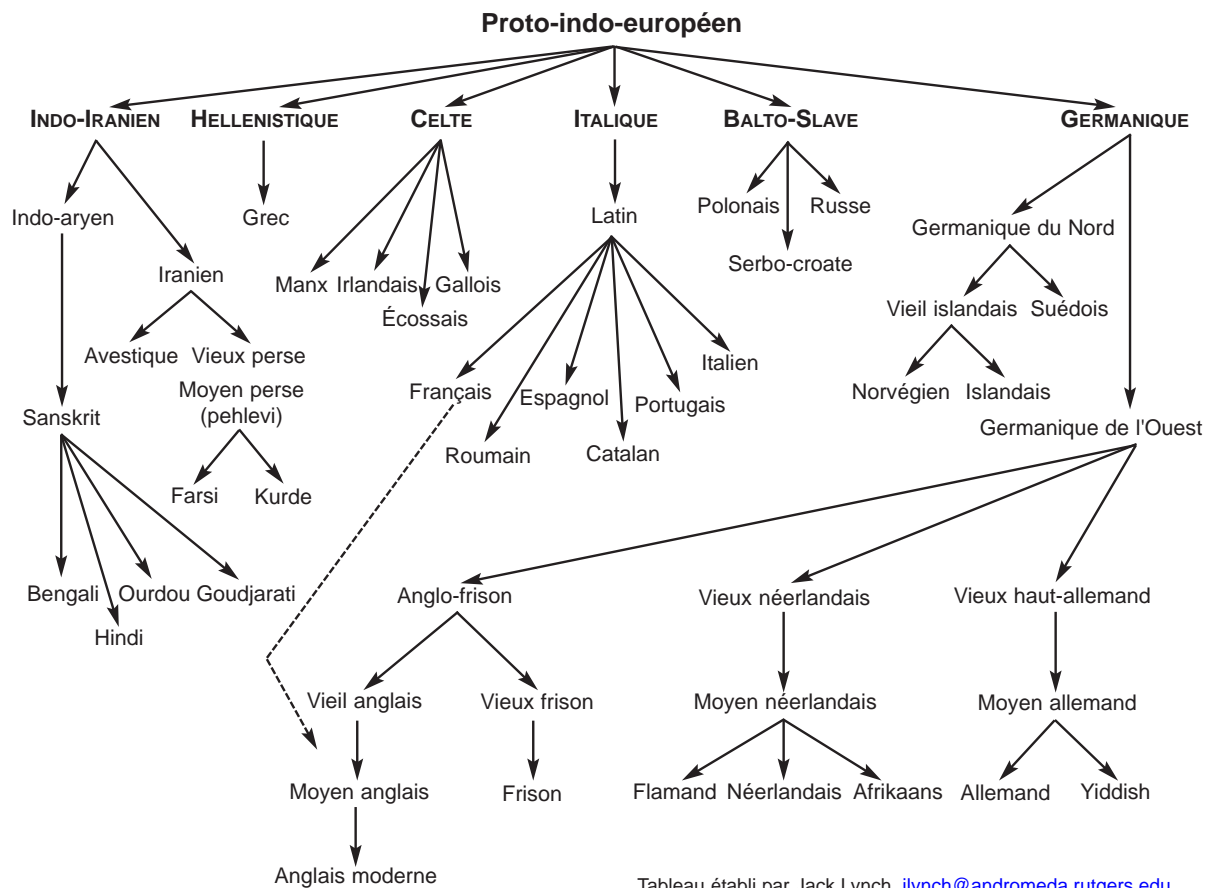 Proto-indo-européen
INDO-IRANIEN HELLENISTIQUE CELTE ITALIQUE BALTO-SLAVE GERMANIQUE
Indo-aryen Grec Latin Polonais Russe
Germanique du Nord
Iranien Manx Irlandais Gallois Serbo-croate
Écossais Vieil islandais Suédois
Avestique Vieux perse Italien
Moyen perse
(pehlevi)
Français Espagnol Portugais Norvégien Islandais
Sanskrit Germanique de l'Ouest
Roumain Catalan
Farsi Kurde
Bengali Ourdou Goudjarati Anglo-frison Vieux néerlandais Vieux haut-allemand
Hindi
Vieil anglais Vieux frison Moyen néerlandais Moyen allemand
Moyen anglais Frison Flamand Néerlandais Afrikaans Allemand Yiddish
Anglais moderne
Tableau établi par Jack Lynch, jlynch@andromeda.rutgers.edu